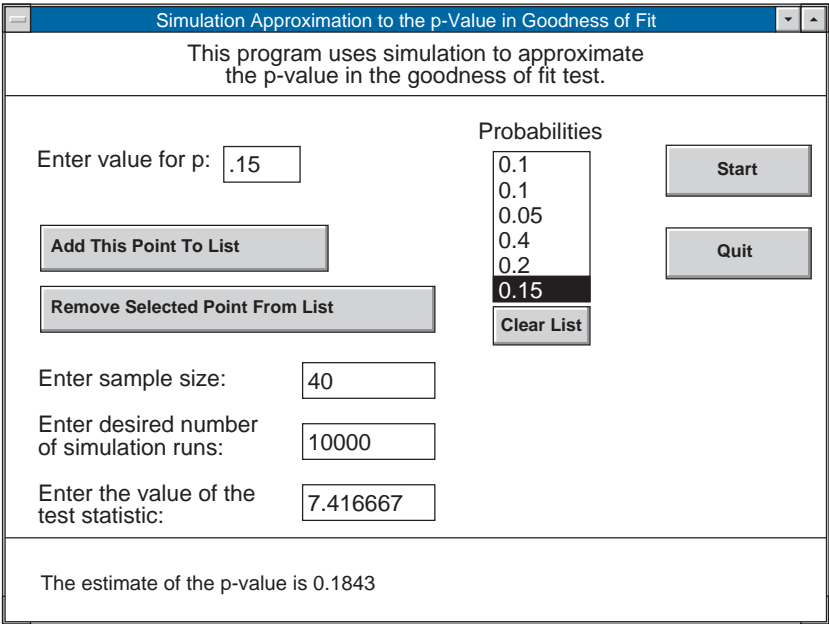 Simulation Approximation to the p-Value in Goodness of Fit
This program uses simulation to approximate
the p-value in the goodness of fit test.
Enter value for p:
.15
Add This Point To List
Remove Selected Point From List
Probabilities
0.1
0.1
0.05
0.4
0.2
0.15
Clear List
Start
Quit
Enter sample size:
40
Enter desired number
of simulation runs:
10000
Enter the value of the
test statistic:
7.416667
The estimate of the p-value is 0.1843